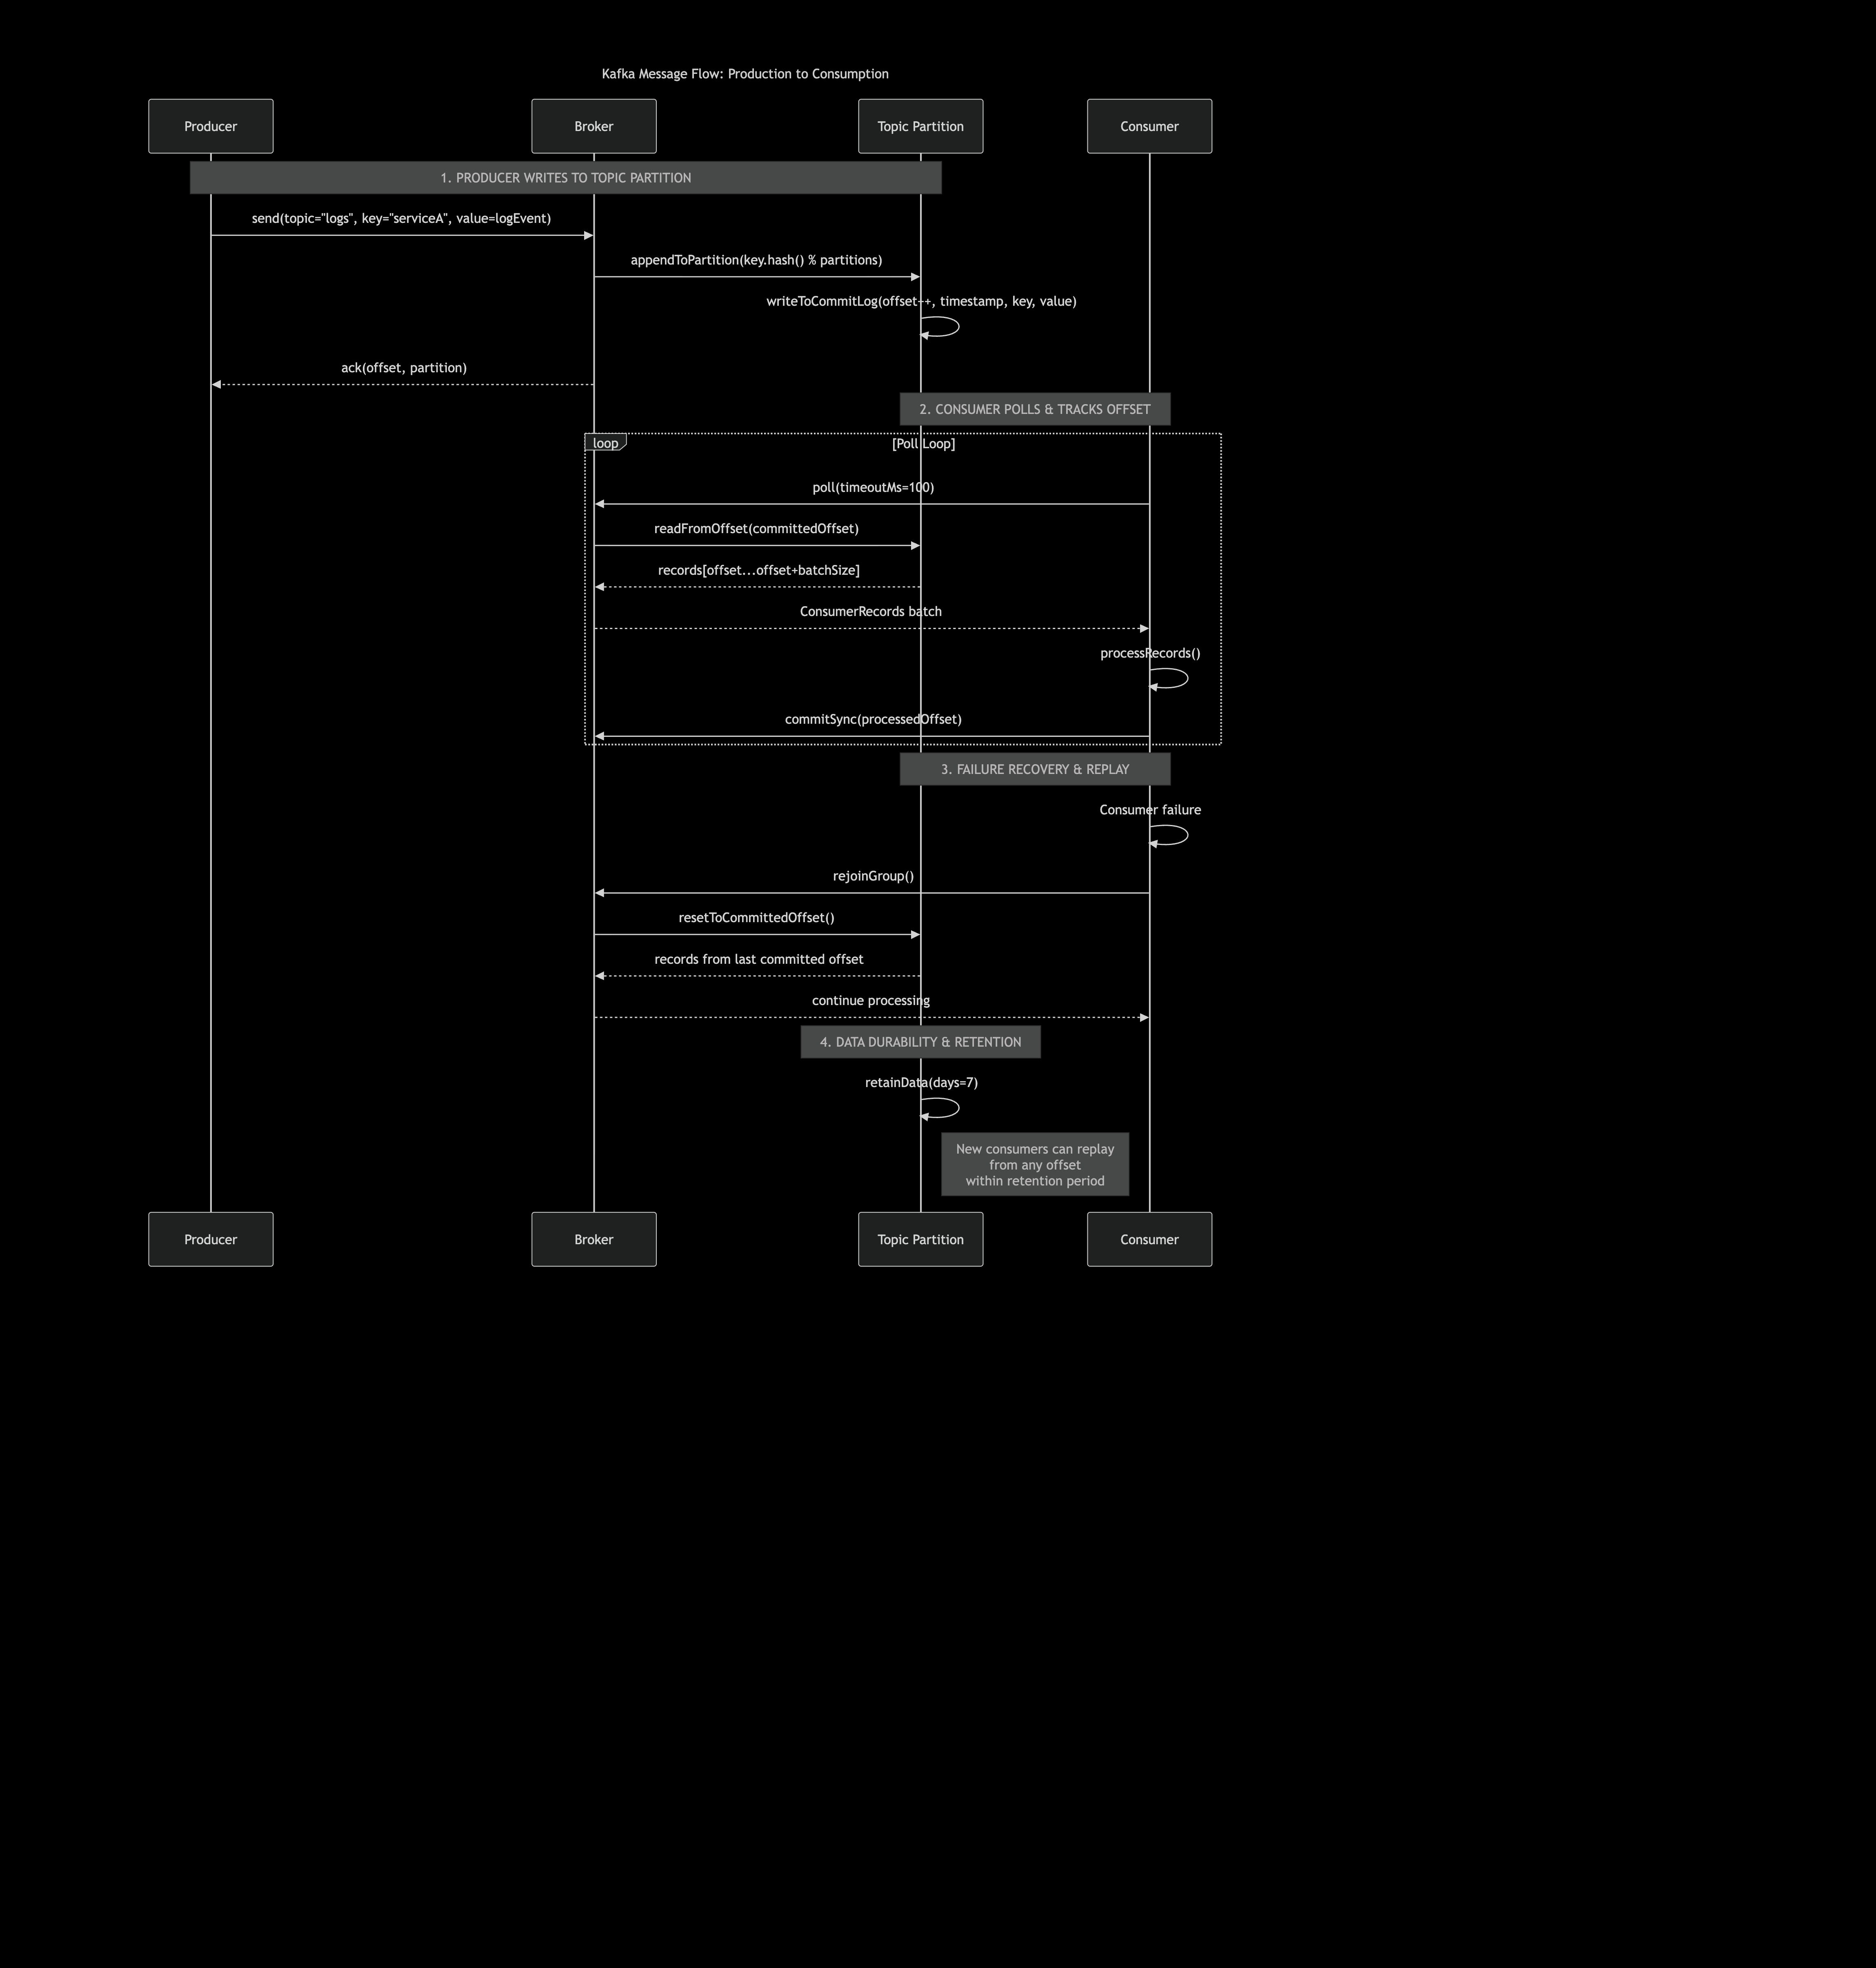 Kafka Message Flow: Production to Consumption
Producer
Broker
Topic Partition
Consumer
1. PRODUCER WRITES TO TOPIC PARTITION
send(topic="logs", key="serviceA", value=logEvent)
appendToPartition(key.hash() % partitions)
writeToCommitLog(offset++, timestamp, key, value)
ack(offset, partition)
2. CONSUMER POLLS & TRACKS OFFSET
loop
[Poll Loop]
poll(timeoutMs=100)
readFromOffset(committedOffset)
records[offset...offset+batchSize]
ConsumerRecords batch
processRecords()
commitSync(processedOffset)
3. FAILURE RECOVERY & REPLAY
Consumer failure
rejoinGroup()
resetToCommittedOffset()
records from last committed offset
continue processing
4. DATA DURABILITY & RETENTION
retainData(days=7)
New consumers can replay
from any offset
within retention period
Producer
Broker
Topic Partition
Consumer